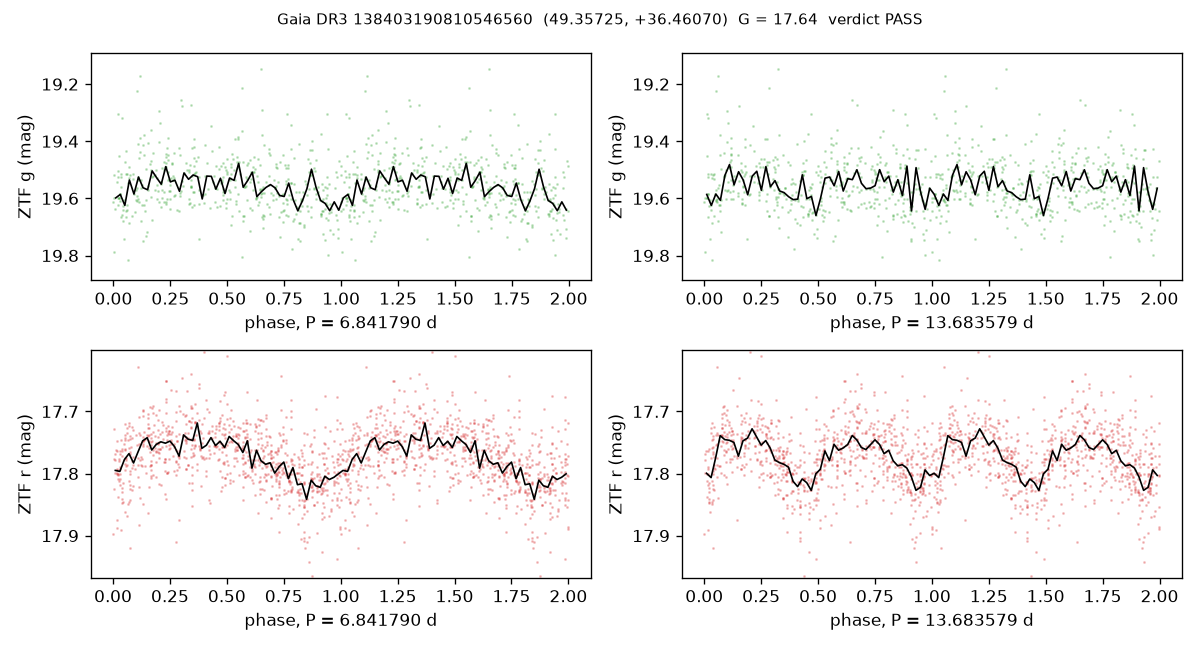 Gaia DR3 138403190810546560 (49.35725, +36.46070) G = 17.64 verdict PASS
ZTF g (mag)
19.2
19.4
19.6
19.8
0.00 0.25 0.50 0.75 1.00 1.25 1.50 1.75 2.00
phase, P = 6.841790 d
ZTF g (mag)
19.2
19.4
19.6
19.8
0.00 0.25 0.50 0.75 1.00 1.25 1.50 1.75 2.00
phase, P = 13.683579 d
ZTF r (mag)
17.7
17.8
17.9
0.00 0.25 0.50 0.75 1.00 1.25 1.50 1.75 2.00
phase, P = 6.841790 d
ZTF r (mag)
17.7
17.8
17.9
0.00 0.25 0.50 0.75 1.00 1.25 1.50 1.75 2.00
phase, P = 13.683579 d